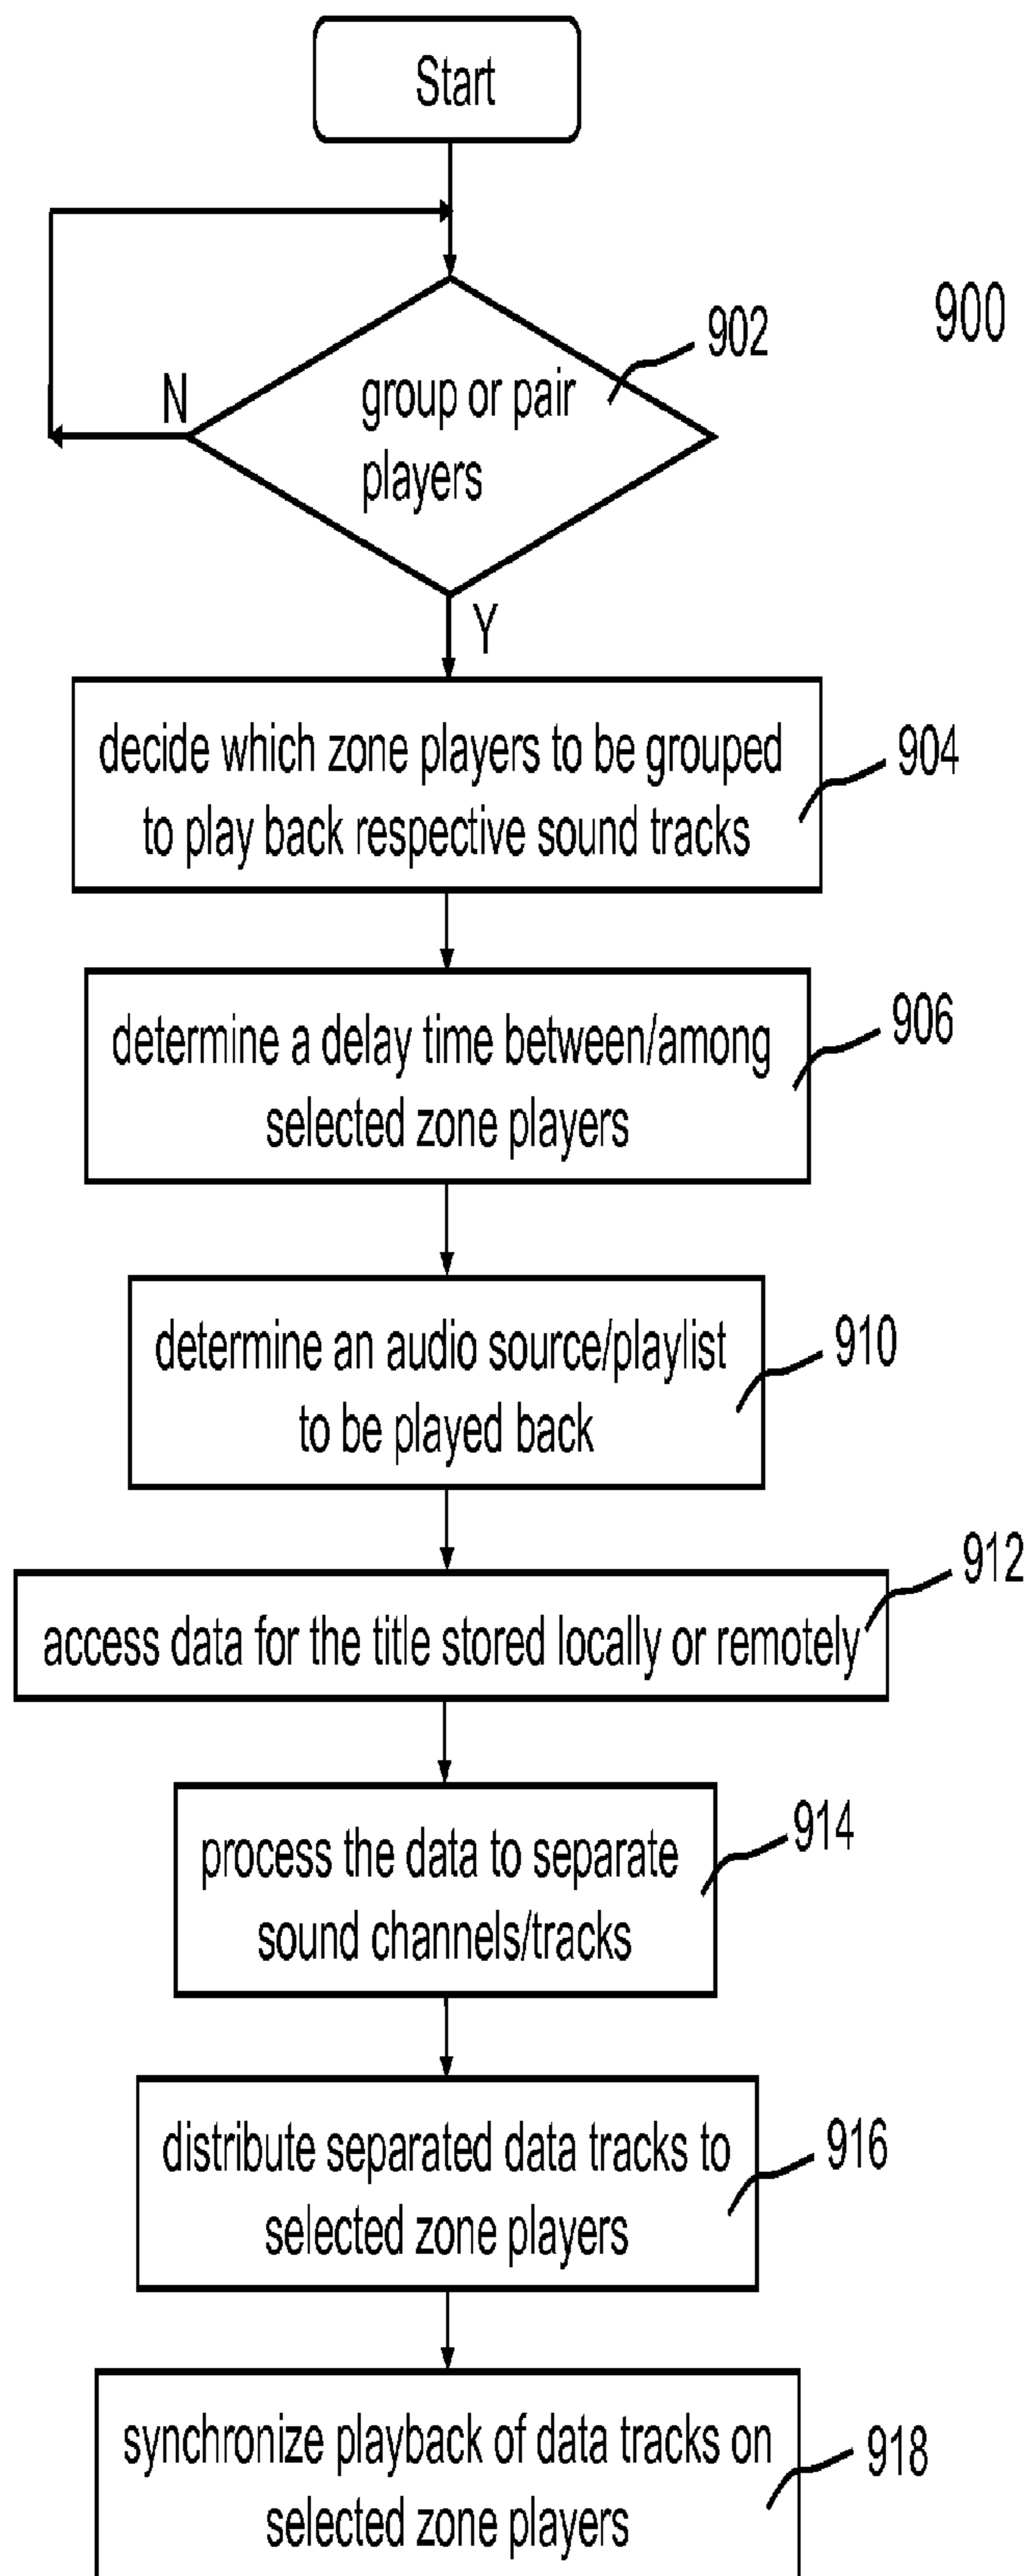 Start
900
902
N
group or pair
players
Y
decide which zone players to be grouped
to play back respective sound tracks
904
determine a delay time between/among
selected zone players
906
determine an audio source/playlist
to be played back
910
access data for the title stored locally or remotely
912
process the data to separate
sound channels/tracks
914
distribute separated data tracks to
selected zone players
916
synchronize playback of data tracks on
selected zone players
918